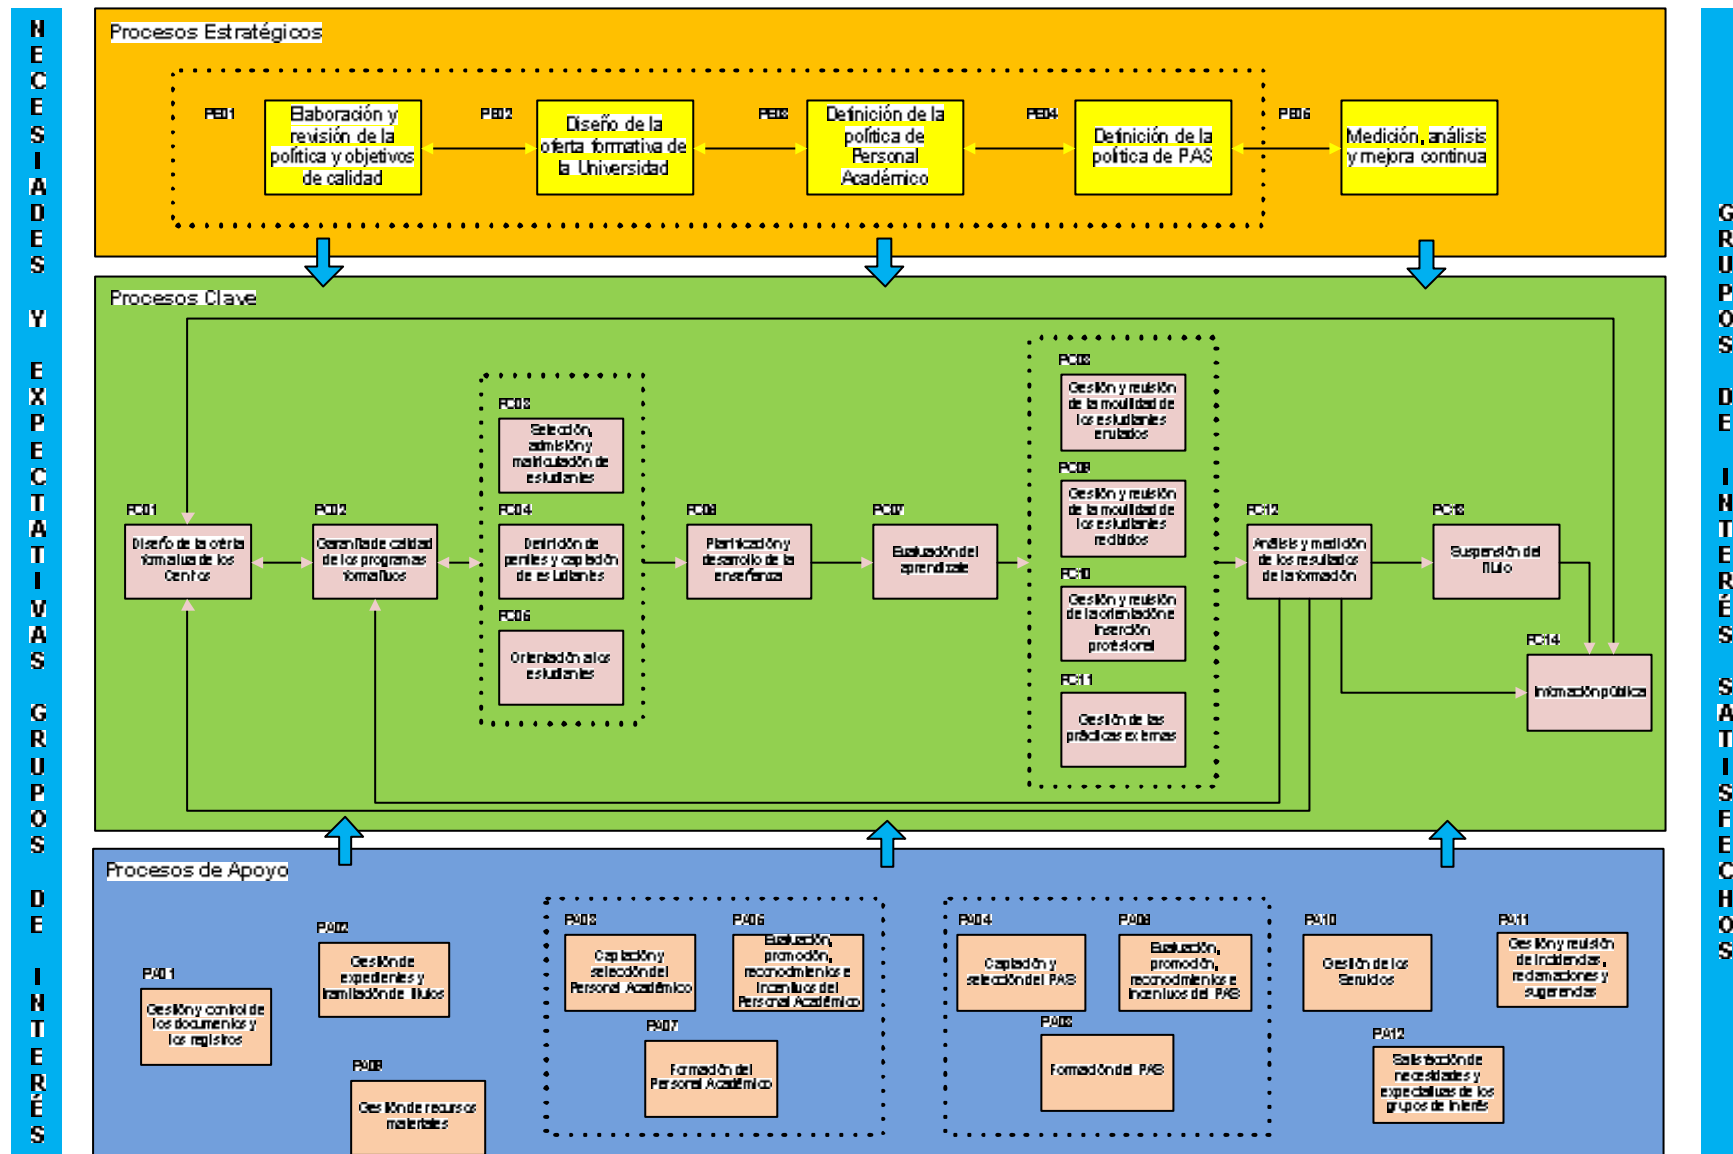 NECESIADES Y EXPECTATIVAS GRUPOS DE INTERÉS
Procesos Estratégicos
PE01
Elaboración y
revisión de la
política y objetivos
de calidad
PE02
Diseño de la
oferta formativa de
la Universidad
PE03
Definición de la
política de
Personal
Académico
PE04
Definición de la
política de PAS
PE05
Medición, análisis
y mejora continua
Procesos Clave
PC01
Diseño de la oferta
formativa de los
Centros
PC02
Garantía de calidad
de los programas
formativos
PC03
Selección,
admisión y
matriculación de
estudiantes
PC04
Definición de
perfiles y captación
de estudiantes
PC05
Orientación a los
estudiantes
PC06
Planificación y
desarrollo de la
enseñanza
PC07
Evaluación del
aprendizaje
PC08
Gestión y revisión
de la movilidad de
los estudiantes
enviados
PC09
Gestión y revisión
de la movilidad de
los estudiantes
recibidos
PC10
Gestión y revisión
de la orientación e
inserción
profesional
PC11
Gestión de las
prácticas externas
PC12
Análisis y medición
de los resultados
de la formación
PC13
Suspensión del
título
PC14
Información pública
Procesos de Apoyo
PA01
Gestión y control de
los documentos y
los registros
PA02
Gestión de
expedientes y
tramitación de títulos
PA09
Gestión de recursos
materiales
PA03
Captación y
selección del
Personal Académico
PA05
Evaluación,
promoción,
reconocimientos e
incentivos del
Personal Académico
PA07
Formación del
Personal Académico
PA04
Captación y
selección del PAS
PA06
Evaluación,
promoción,
reconocimientos e
incentivos del PAS
PA08
Formación del PAS
PA10
Gestión de los
Servicios
PA11
Gestión y revisión
de incidencias,
reclamaciones y
sugerencias
PA12
Satisfacción de
necesidades y
expectativas de los
grupos de interés
GRUPOS DE INTERÉS SATISFECHOS